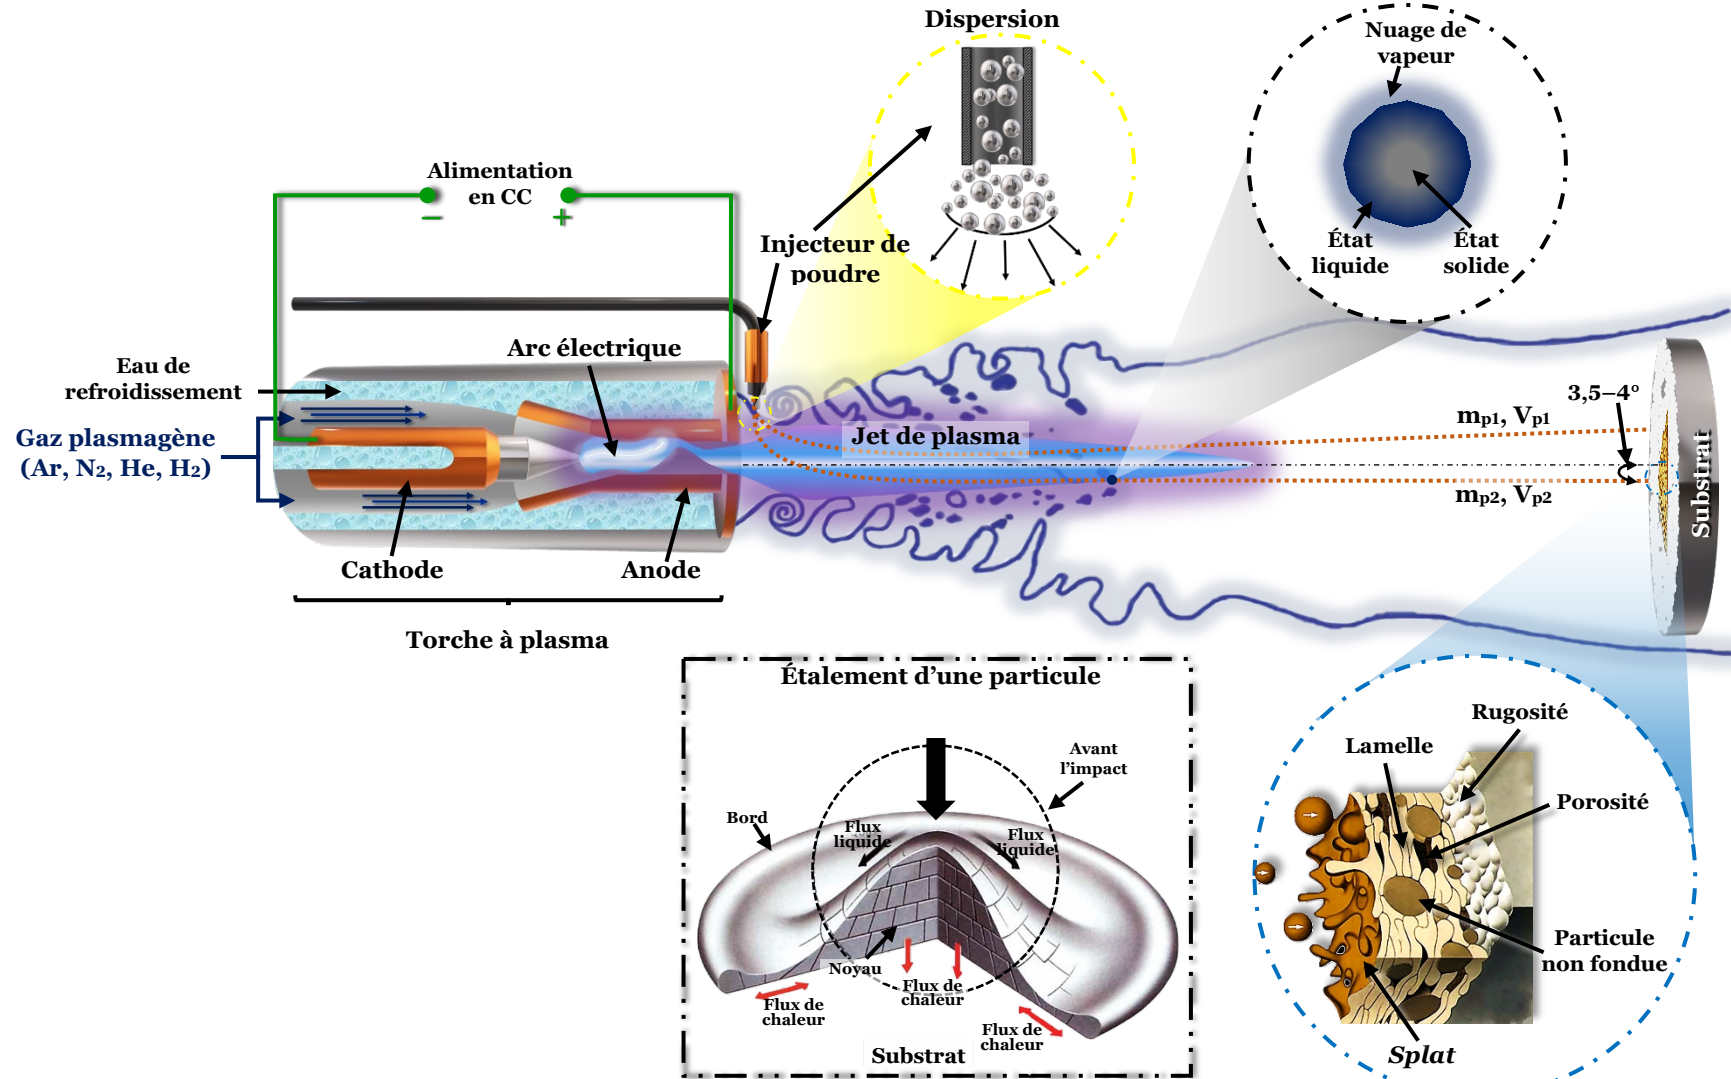 Dispersion
Nuage de
vapeur
État
liquide
État
solide
Alimentation
en CC
−
+
Injecteur de
poudre
Arc électrique
Eau de
refroidissement
Gaz plasmagène
(Ar, N2, He, H2)
Jet de plasma
mp1, Vp1
mp2, Vp2
3,5–4°
Substrat
Cathode
Anode
Torche à plasma
Étalement d’une particule
Avant
l’impact
Bord
Flux
liquide
Flux
liquide
Noyau
Flux de
chaleur
Flux de
chaleur
Flux de
chaleur
Substrat
Rugosité
Lamelle
Porosité
Particule
non fondue
Splat